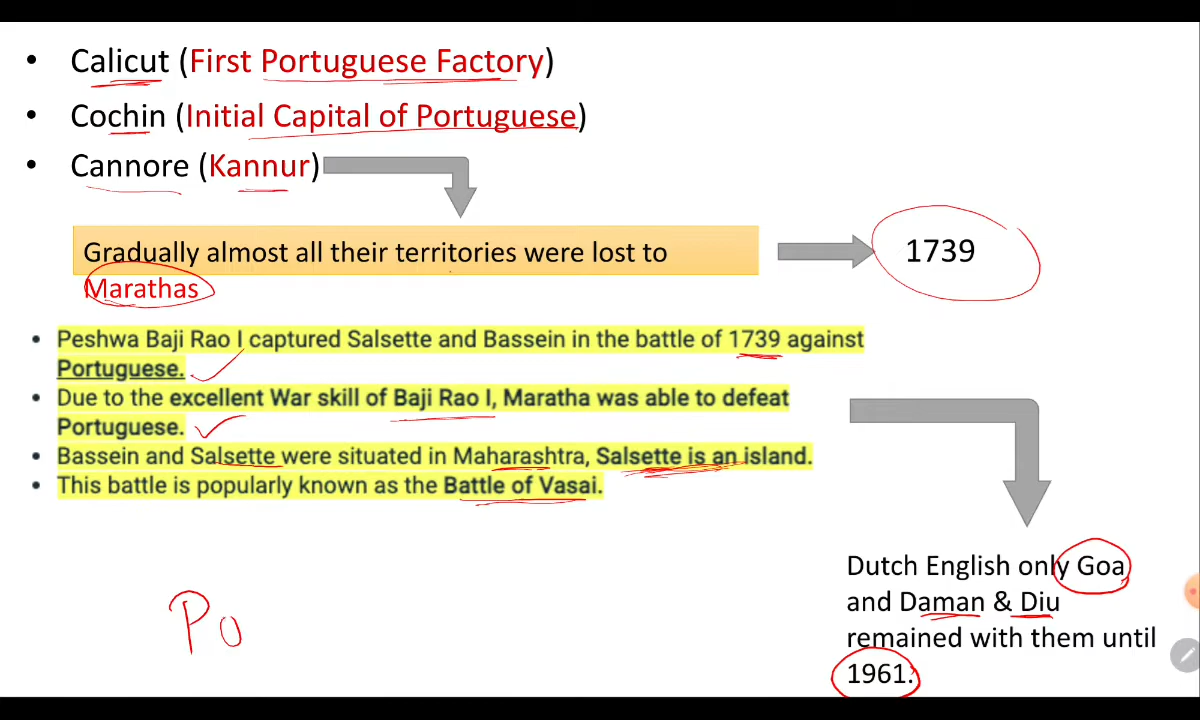 • Calicut (First Portuguese Factory)
• Cochin (Initial Capital of Portuguese)
• Cannore (Kannur)
Gradually almost all their territories were lost to
Marathas
1739
• Peshwa Baji Rao I captured Salsette and Bassein in the battle of 1739 against
Portuguese.
• Due to the excellent War skill of Baji Rao I, Maratha was able to defeat
Portuguese.
• Bassein and Salsette were situated in Maharashtra, Salsette is an island.
• This battle is popularly known as the Battle of Vasai.
Dutch English only Goa
and Daman & Diu
remained with them until
1961.
Po